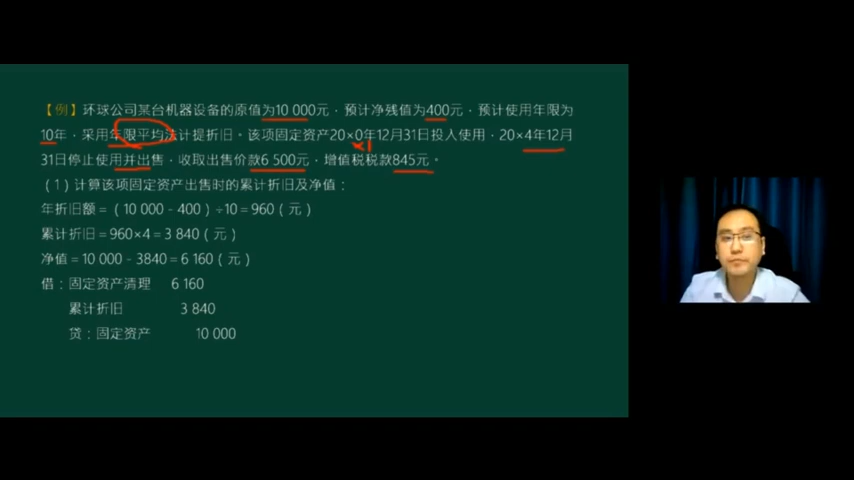 【例】环球公司某台机器设备的原值为10 000元，预计净残值为400元，预计使用年限为
10年，采用年限平均法计提折旧。该项固定资产20×0年12月31日投入使用，20×4年12月
31日停止使用并出售，收取出售价款6 500元，增值税税款845元。
×1
（1）计算该项固定资产出售时的累计折旧及净值：
年折旧额＝（10 000－400）÷10＝960（元）
累计折旧＝960×4＝3 840（元）
净值＝10 000－3840＝6 160（元）
借：固定资产清理 6 160
累计折旧 3 840
贷：固定资产 10 000